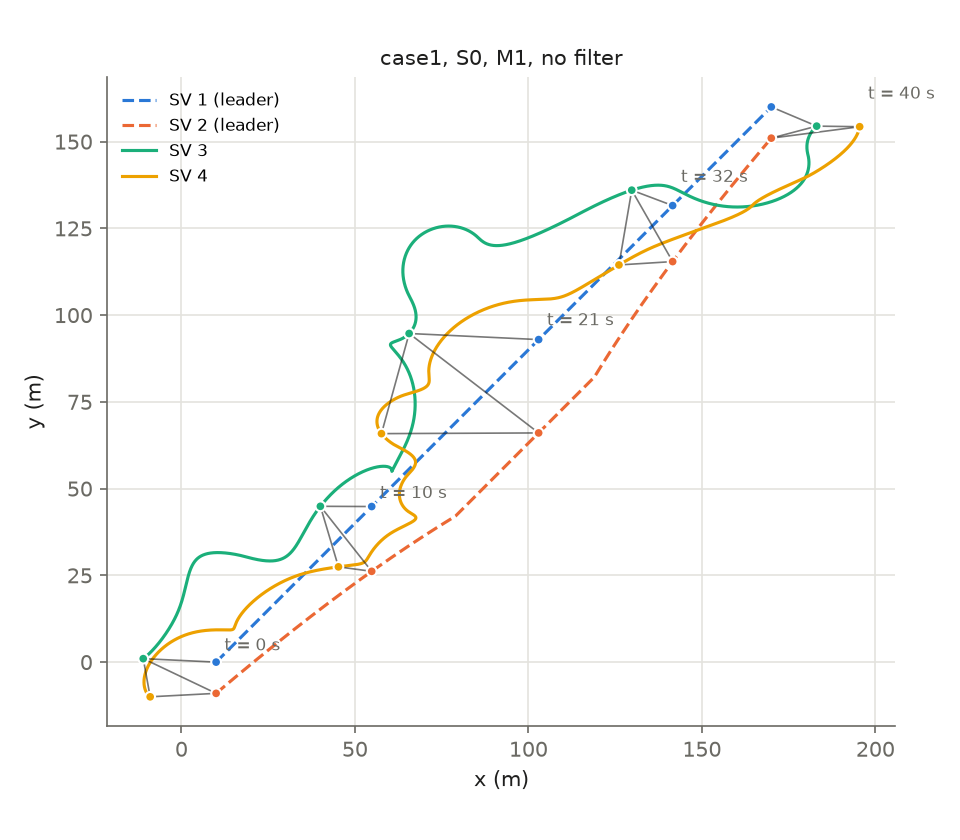 case1, S0, M1, no filter
SV 1 (leader)
SV 2 (leader)
SV 3
SV 4
t = 40 s
t = 32 s
t = 21 s
t = 10 s
t = 0 s
150
125
100
75
50
25
0
y (m)
0
50
100
150
200
x (m)